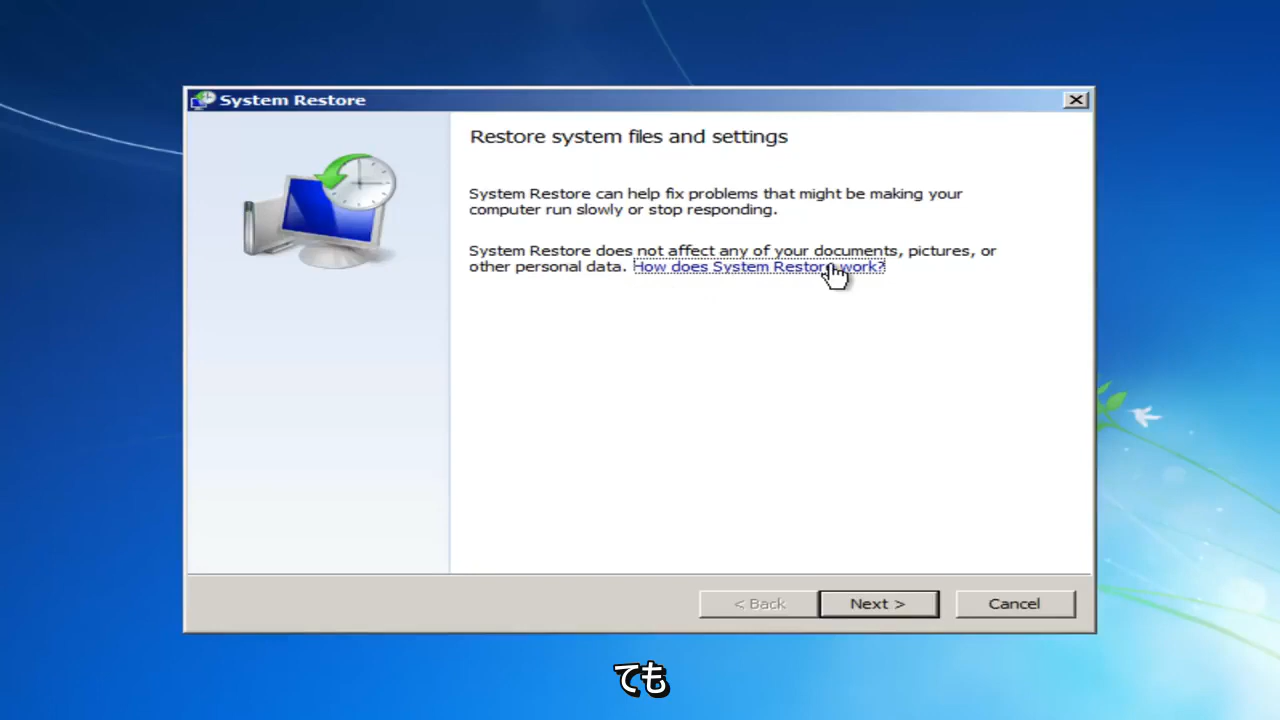 System Restore
Restore system files and settings
System Restore can help fix problems that might be making your
computer run slowly or stop responding.
System Restore does not affect any of your documents, pictures, or
other personal data. How does System Restore work?
< Back
Next >
Cancel
ても